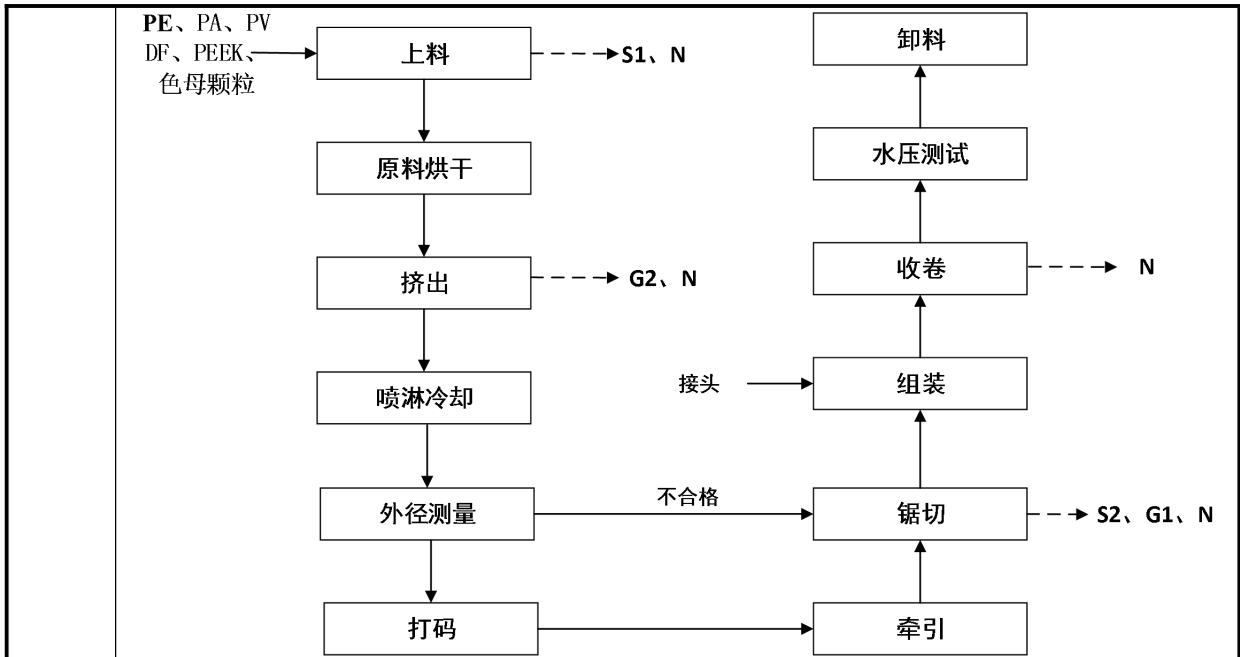 PE、PA、PV
DF、PEEK、
色母颗粒
上料
S1、N
原料烘干
挤出
G2、N
喷淋冷却
外径测量
不合格
打码
牵引
锯切
S2、G1、N
接头
组装
收卷
N
水压测试
卸料